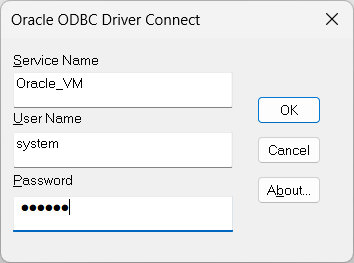 Oracle ODBC Driver Connect
Service Name
Oracle_VM
User Name
system
Password
●●●●●●
OK
Cancel
About...